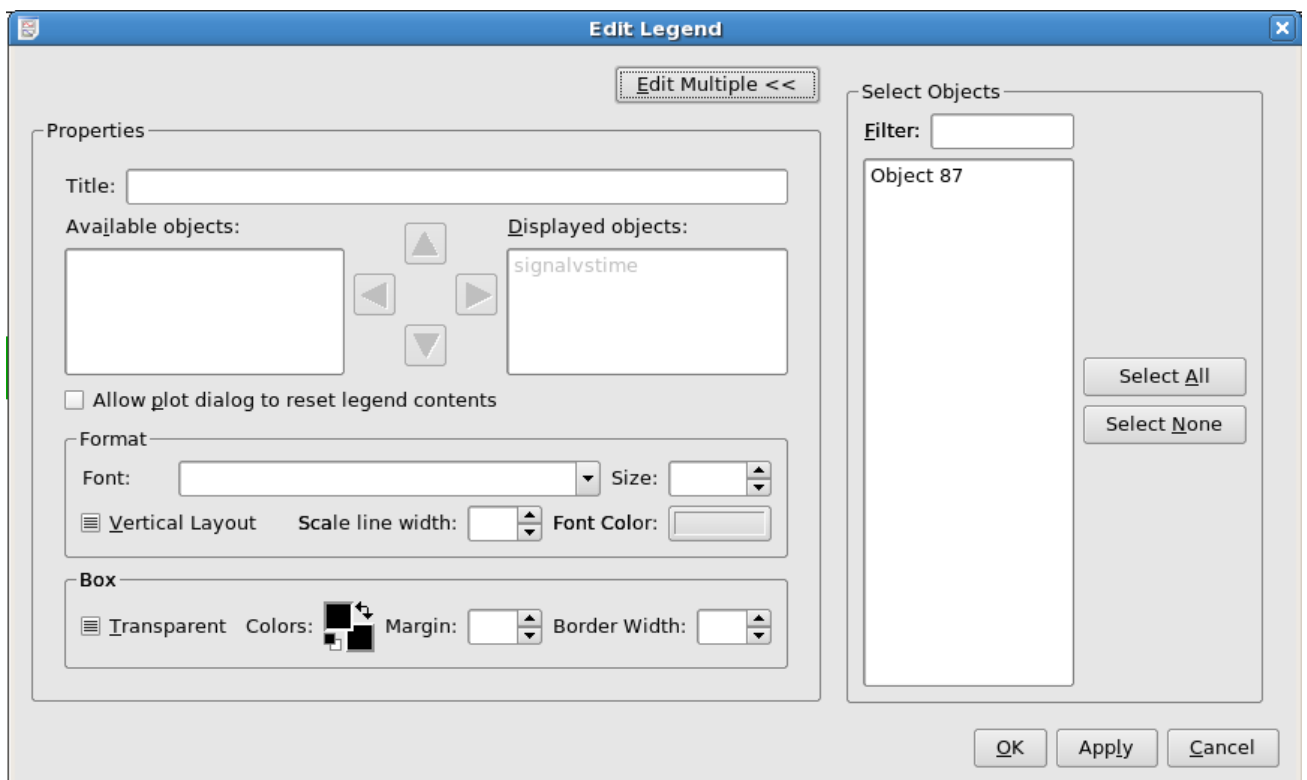 Edit Legend
Edit Multiple <<
Select Objects
Filter:
Object 87
Select All
Select None
Properties
Title:
Available objects:
Displayed objects:
signalvstime
Allow plot dialog to reset legend contents
Format
Font:
Size:
Vertical Layout
Scale line width:
Font Color:
Box
Transparent
Colors:
Margin:
Border Width:
OK
Apply
Cancel